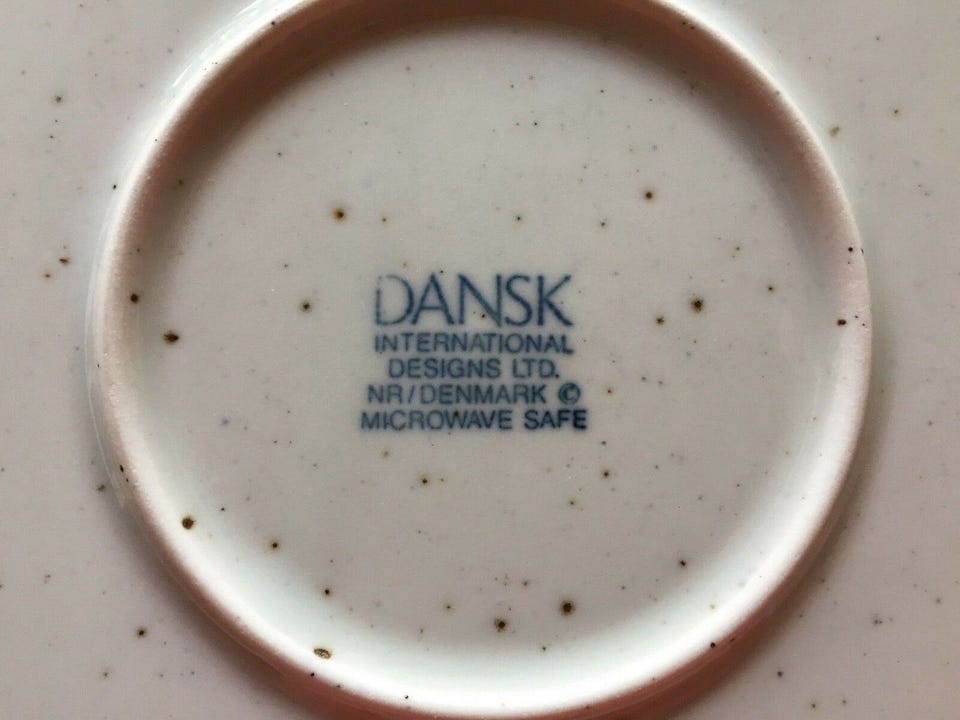 DANSK
INTERNATIONAL
DESIGNS LTD.
NR/DENMARK ©
MICROWAVE SAFE